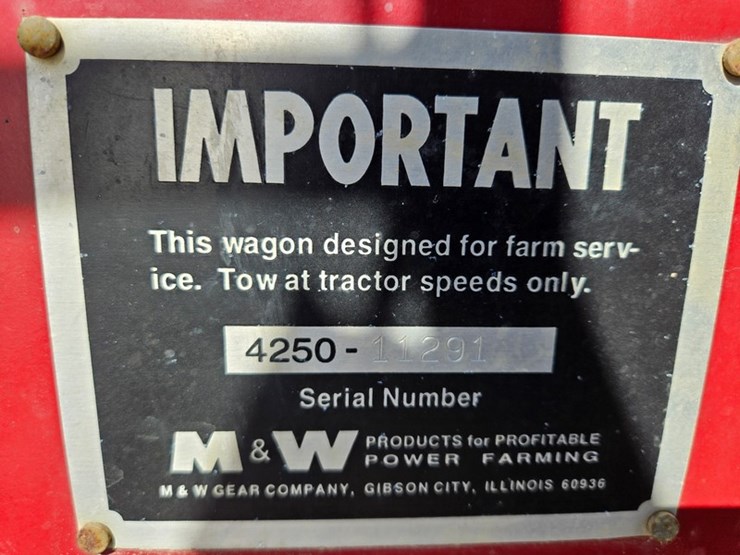 IMPORTANT
This wagon designed for farm serv-
ice. Tow at tractor speeds only.
4250 - 11291
Serial Number
M & W PRODUCTS for PROFITABLE
POWER FARMING
M & W GEAR COMPANY, GIBSON CITY, ILLINOIS 60936